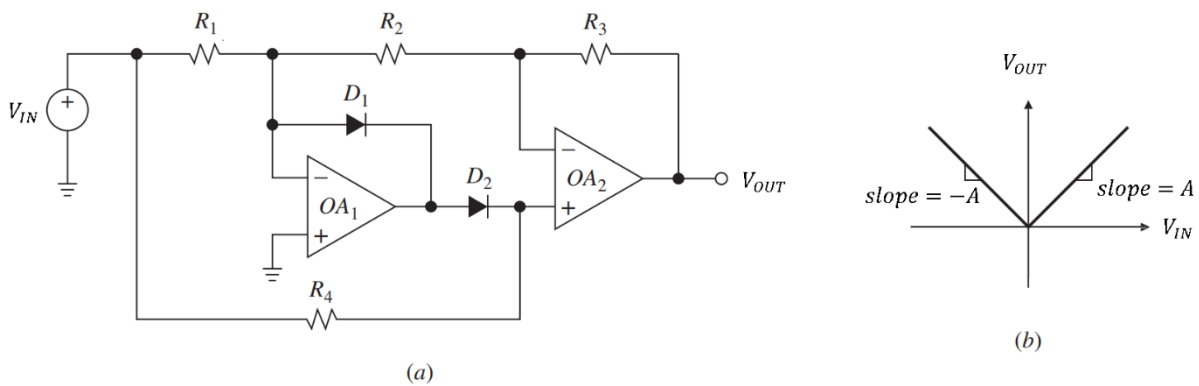 R1 R2 R3
D1
VIN
+
−
OA1
+
D2
−
OA2
+
VOUT
R4
(a)
VOUT
slope = −A
slope = A
VIN
(b)